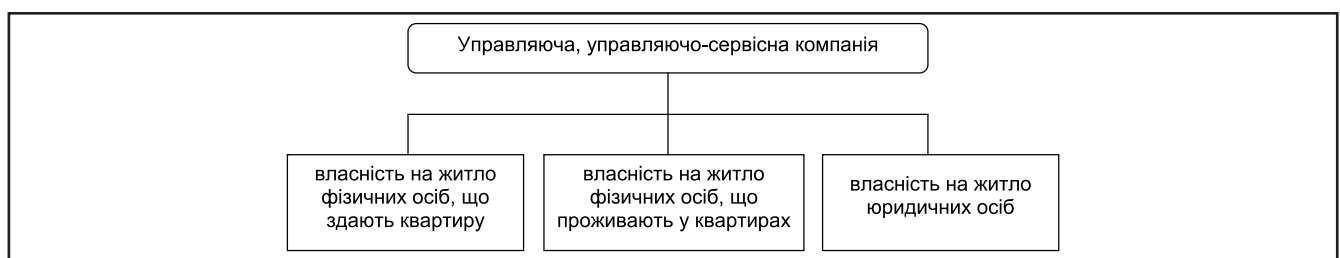 Управляюча, управляючо-сервісна компанія
власність на житло
фізичних осіб, що
здають квартиру
власність на житло
фізичних осіб, що
проживають у квартирах
власність на житло
юридичних осіб